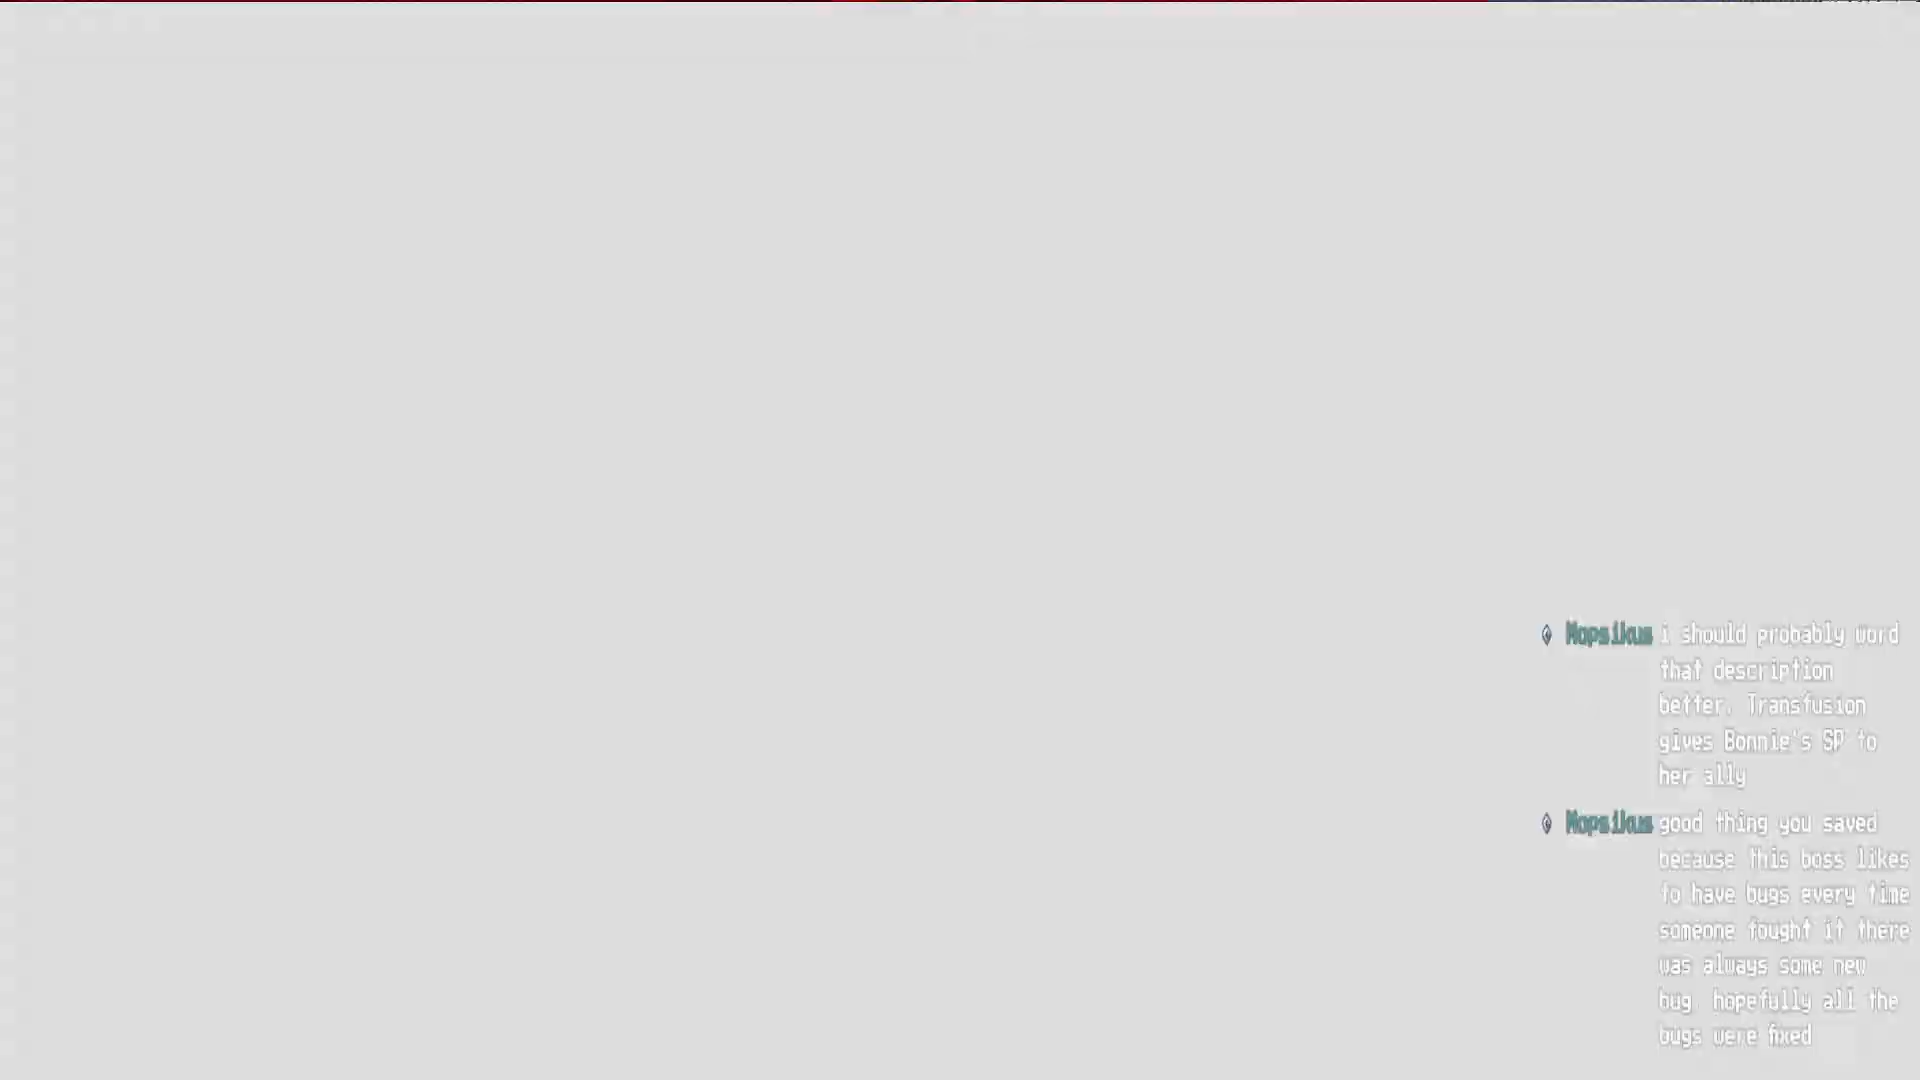 Mopsikus i should probably word
that description
better. Transfusion
gives Bonnie's SP to
her ally
Mopsikus good thing you saved
because this boss likes
to have bugs every time
someone fought it there
was always some new
bug. hopefully all the
bugs were fixed